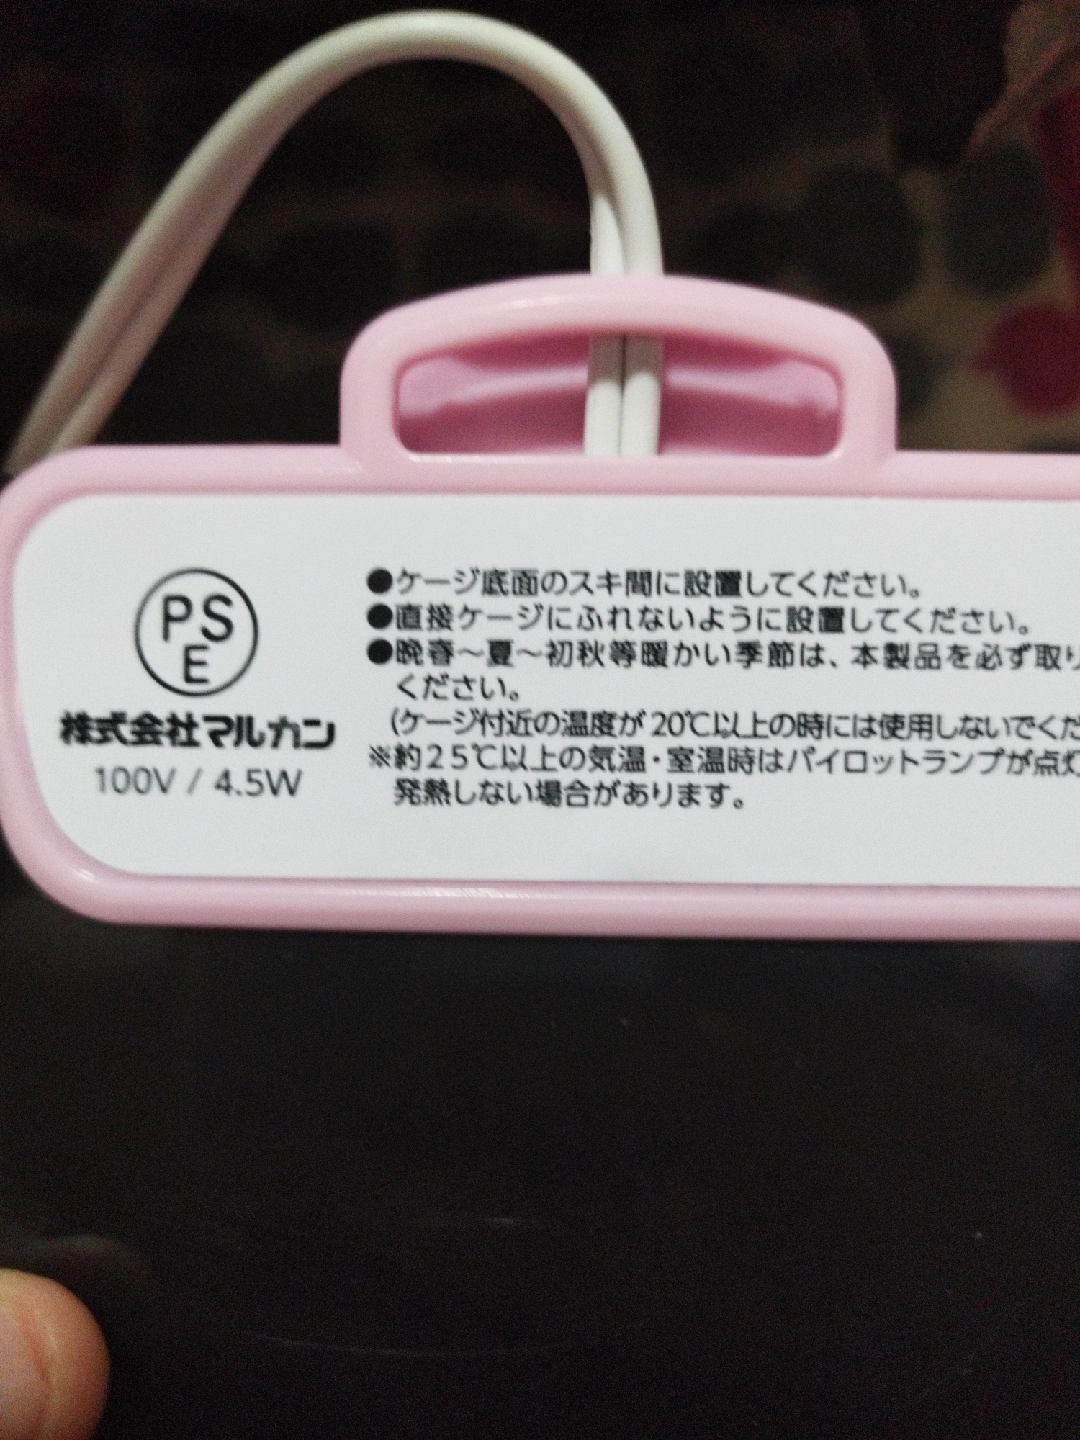 PS
E
株式会社マルカン
100V / 4.5W
●ケージ底面のスキ間に設置してください。
●直接ケージにふれないように設置してください。
●晩春〜夏〜初秋等暖かい季節は、本製品を必ず取り
ください。
(ケージ付近の温度が20℃以上の時には使用しないでくだ
※約25℃以上の気温・室温時はパイロットランプが点灯
発熱しない場合があります。